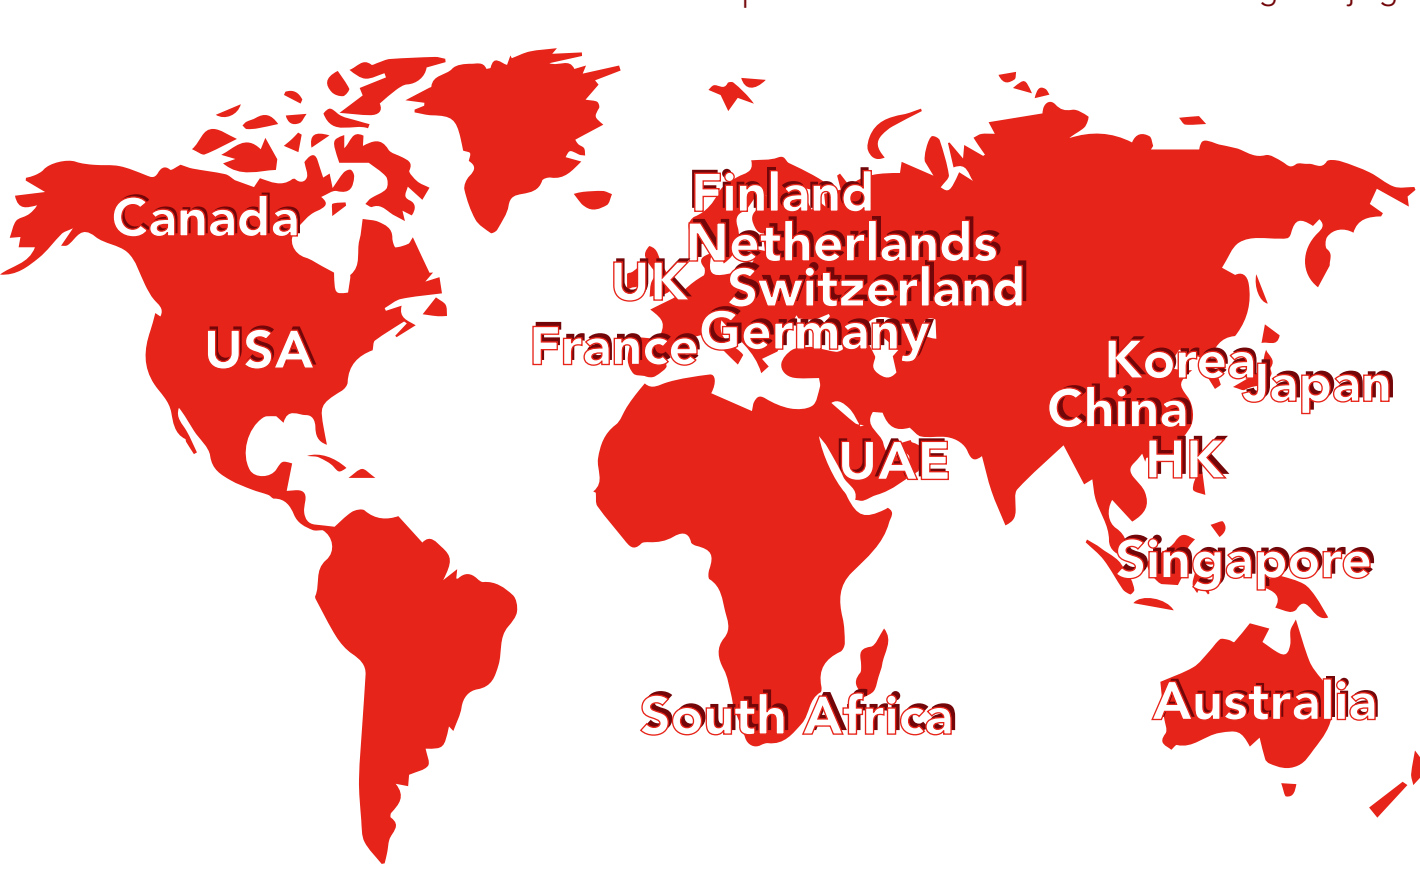 Finland
Canada
Netherlands
UK
Switzerland
Germany
France
USA
Korea
Japan
China
UAE
HK
Singapore
South Africa
Australia